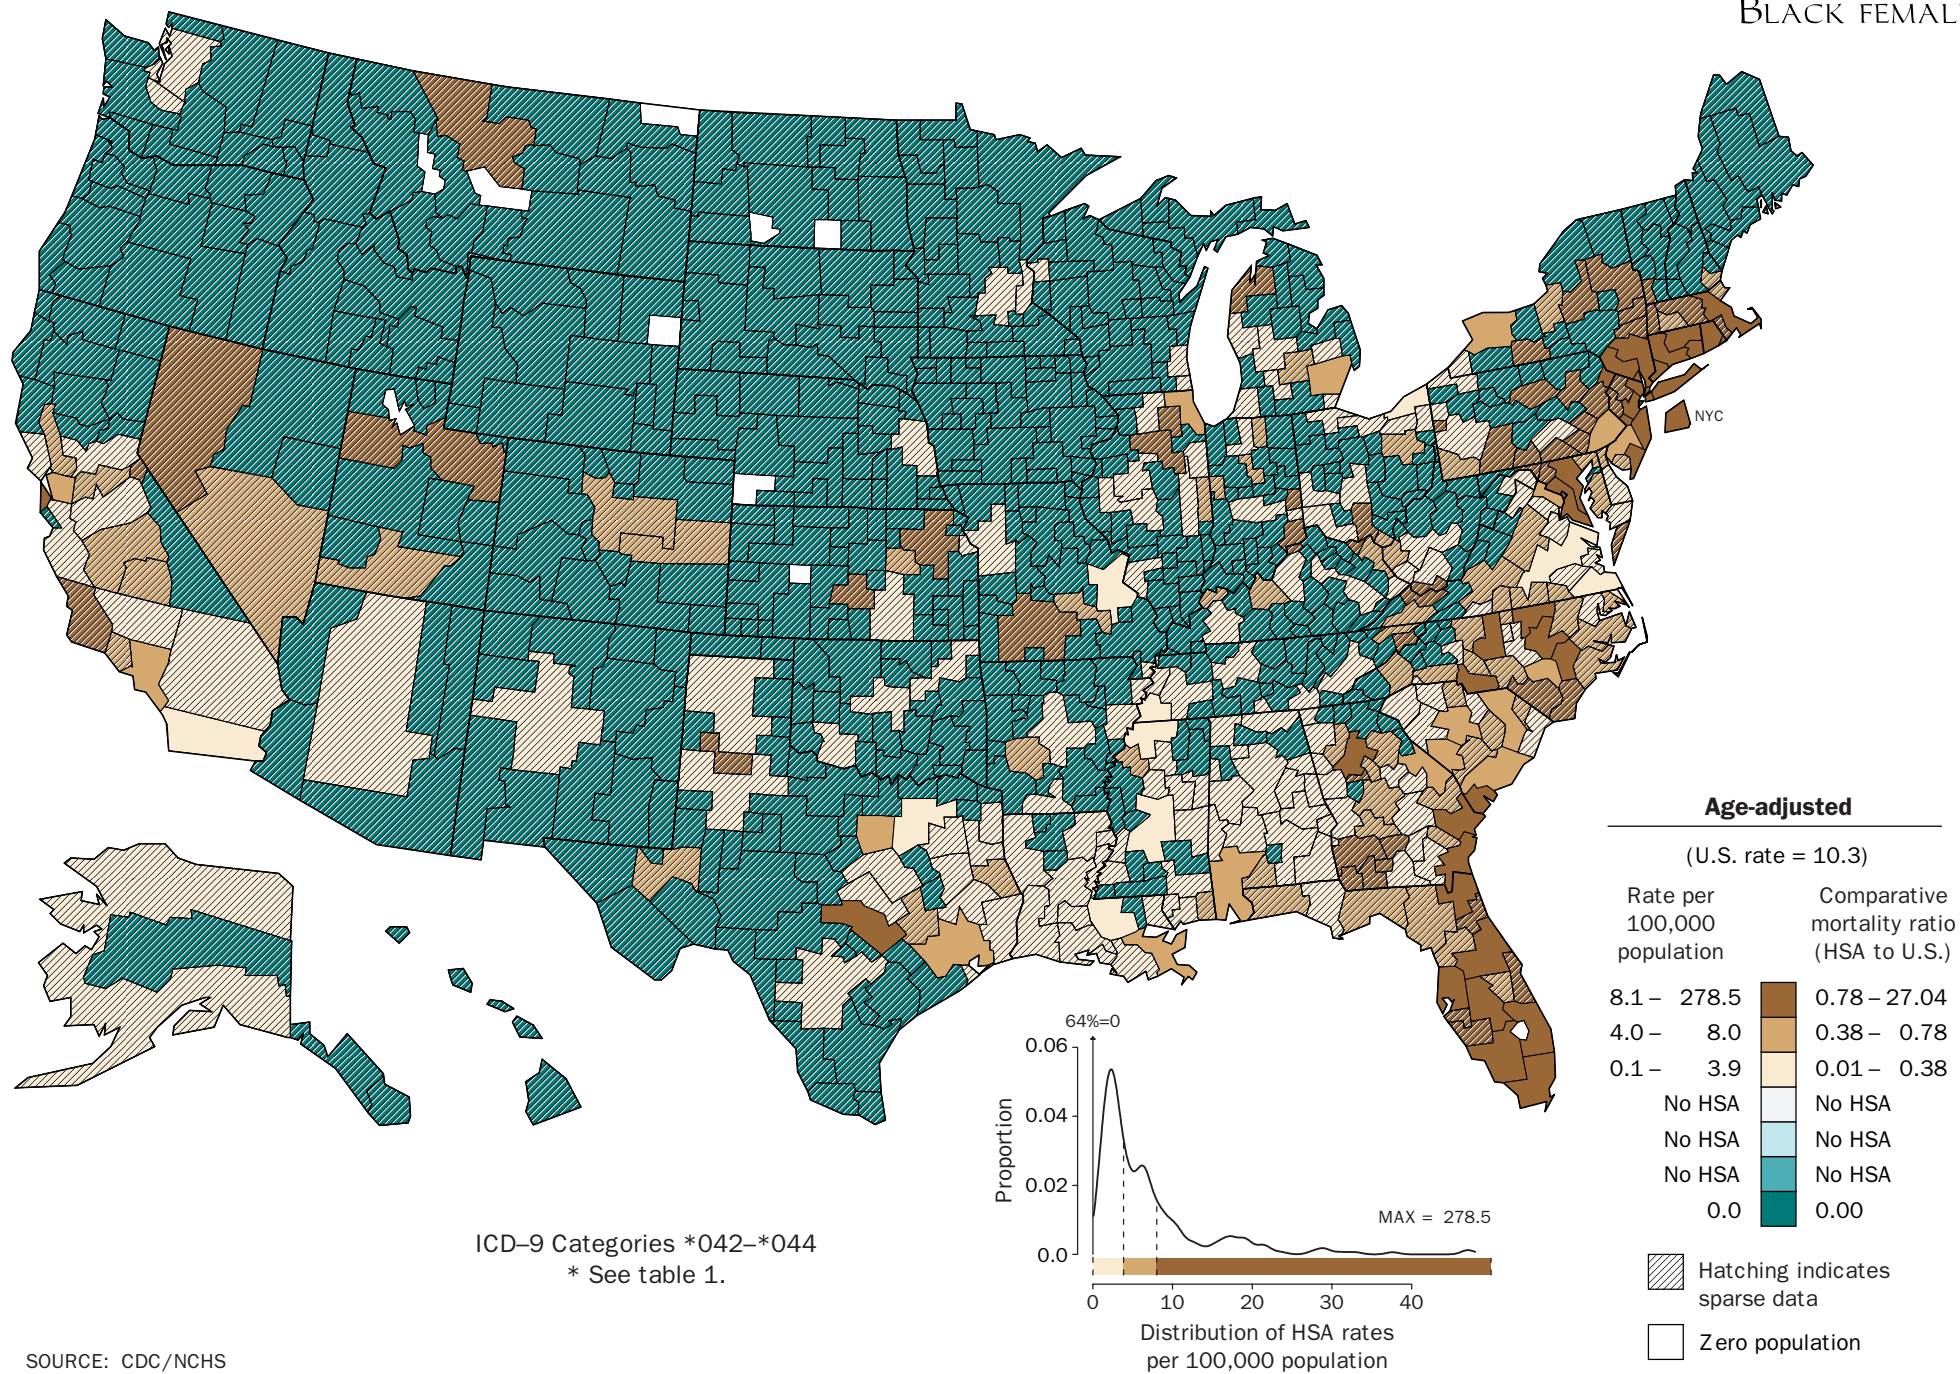 BLACK FEMAL
NYC
Age-adjusted
(U.S. rate = 10.3)
Rate per
100,000
population
Comparative
mortality ratio
(HSA to U.S.)
8.1 – 278.5 0.78 – 27.04
4.0 – 8.0 0.38 – 0.78
0.1 – 3.9 0.01 – 0.38
No HSA No HSA
No HSA No HSA
No HSA No HSA
0.0 0.00
Hatching indicates
sparse data
Zero population
64%=0
0.06
0.04
0.02
0.0
Proportion
MAX = 278.5
0 10 20 30 40
Distribution of HSA rates
per 100,000 population
ICD–9 Categories *042–*044
* See table 1.
SOURCE: CDC/NCHS